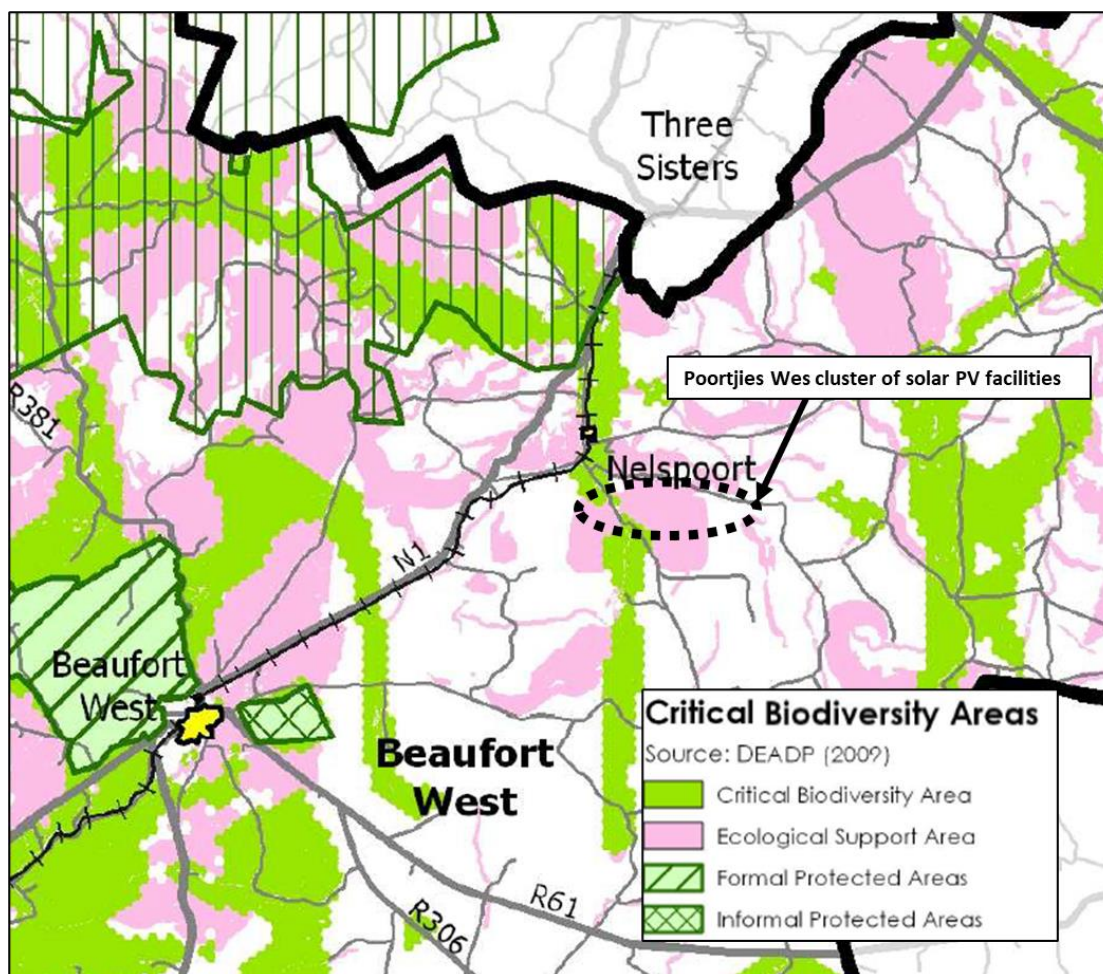 Three
Sisters
Poortjies Wes cluster of solar PV facilities
R381
Nelspoort
N1
Beaufort
West
Beaufort
West
Critical Biodiversity Areas
Source: DEADP (2009)
Critical Biodiversity Area
Ecological Support Area
Formal Protected Areas
Informal Protected Areas
R61
R306